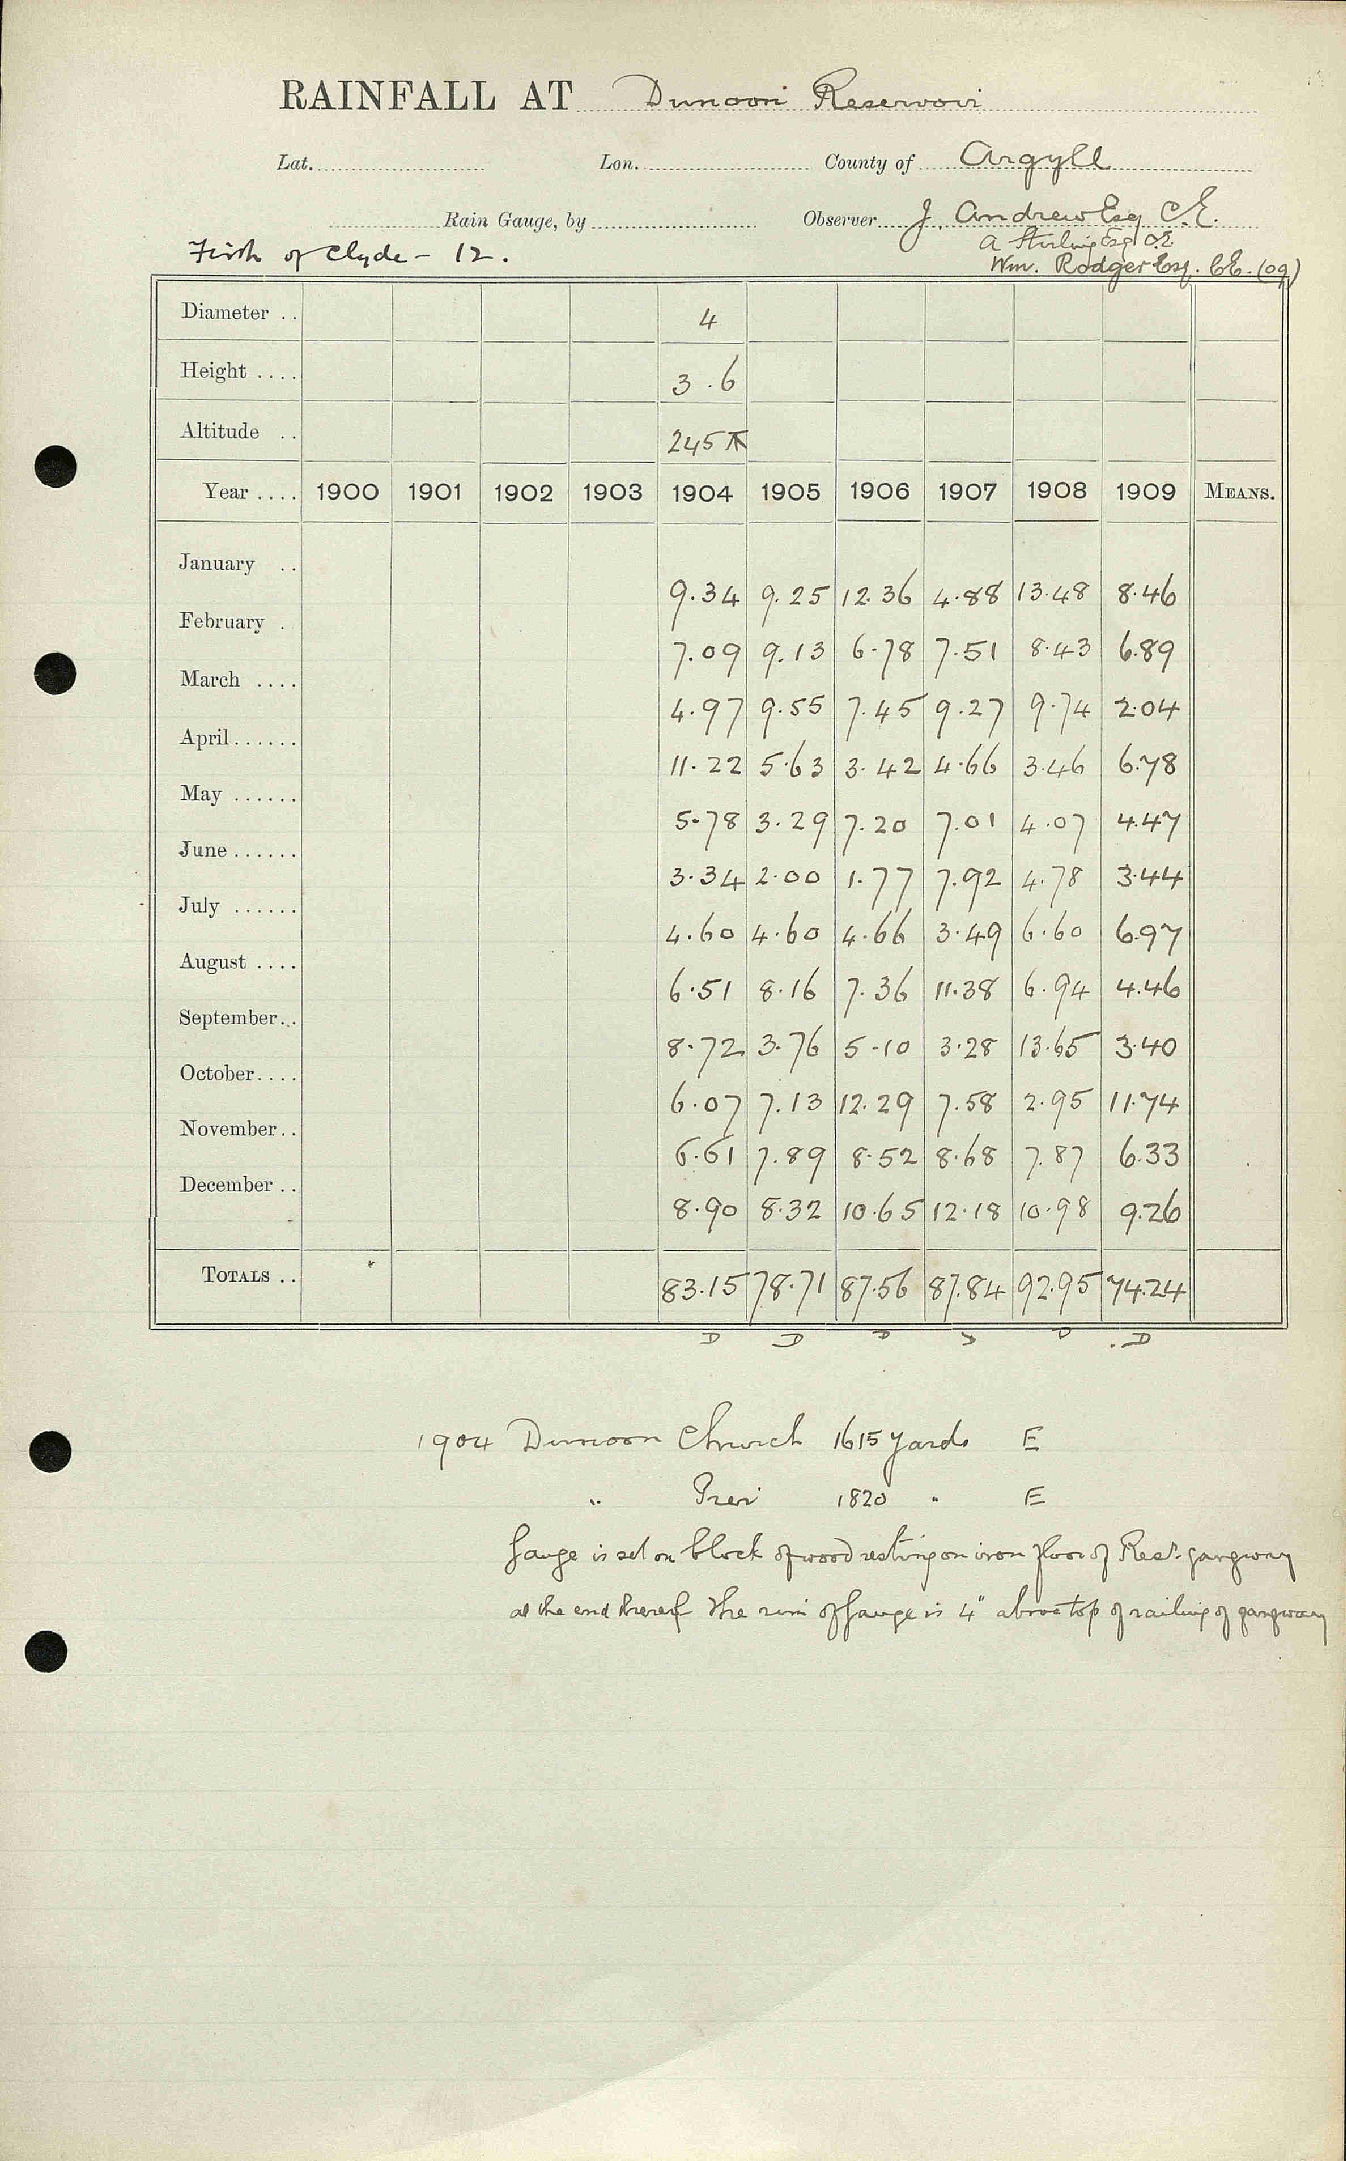 RAINFALL AT Dunoon Reservoir
Lat. Lon. County of Argyll
Rain Gauge, by Observer J. Andrew Esq C.E.
A Stirling Esq C.E.
Firth of Clyde - 12.
Wm. Rodger Esq. C.E. (09)
Diameter .. 4
Height .... 3 . 6
Altitude .. 245
Year .... 1900 1901 1902 1903 1904 1905 1906 1907 1908 1909 MEANS.
January .. 9.34 9.25 12.36 4.88 13.48 8.46
February . 7.09 9.13 6.78 7.51 8.43 6.89
March .... 4.97 9.55 7.45 9.27 9.74 2.04
April...... 11.22 5.63 3.42 4.66 3.46 6.78
May ...... 5.78 3.29 7.20 7.01 4.07 4.47
June...... 3.34 2.00 1.77 7.92 4.78 3.44
July ...... 4.60 4.60 4.66 3.49 6.60 6.97
August .... 6.51 8.16 7.36 11.38 6.94 4.46
September... 8.72 3.76 5.10 3.28 13.65 3.40
October.... 6.07 7.13 12.29 7.58 2.95 11.74
November.. 6.61 7.89 8.52 8.68 7.87 6.33
December .. 8.90 8.32 10.65 12.18 10.98 9.26
TOTALS .. 83.15 78.71 87.56 87.84 92.95 74.24
D D D D D . D
1904 Dunoon Church 1615 yards E
" Pier 1820 " E
Gauge is set on block of wood resting on iron floor of Resr. gangway
at the end thereof The rim of gauge is 4" above top of railing of gangway